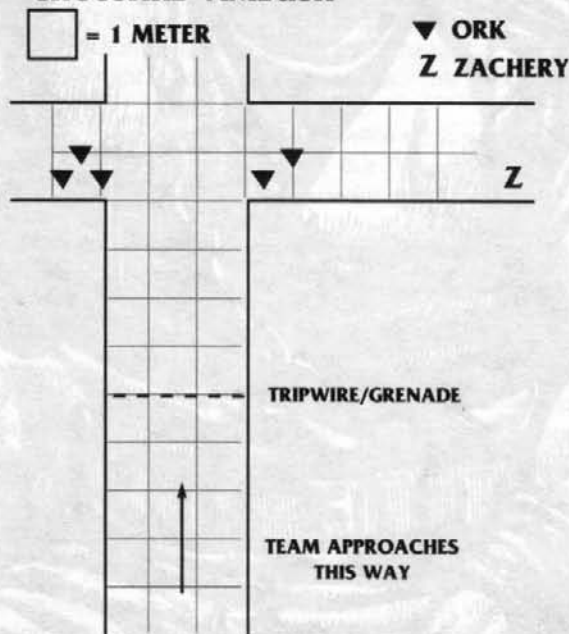 = 1 METER
▼ ORK
Z ZACHERY
Z
TRIPWIRE/GRENADE
TEAM APPROACHES
THIS WAY